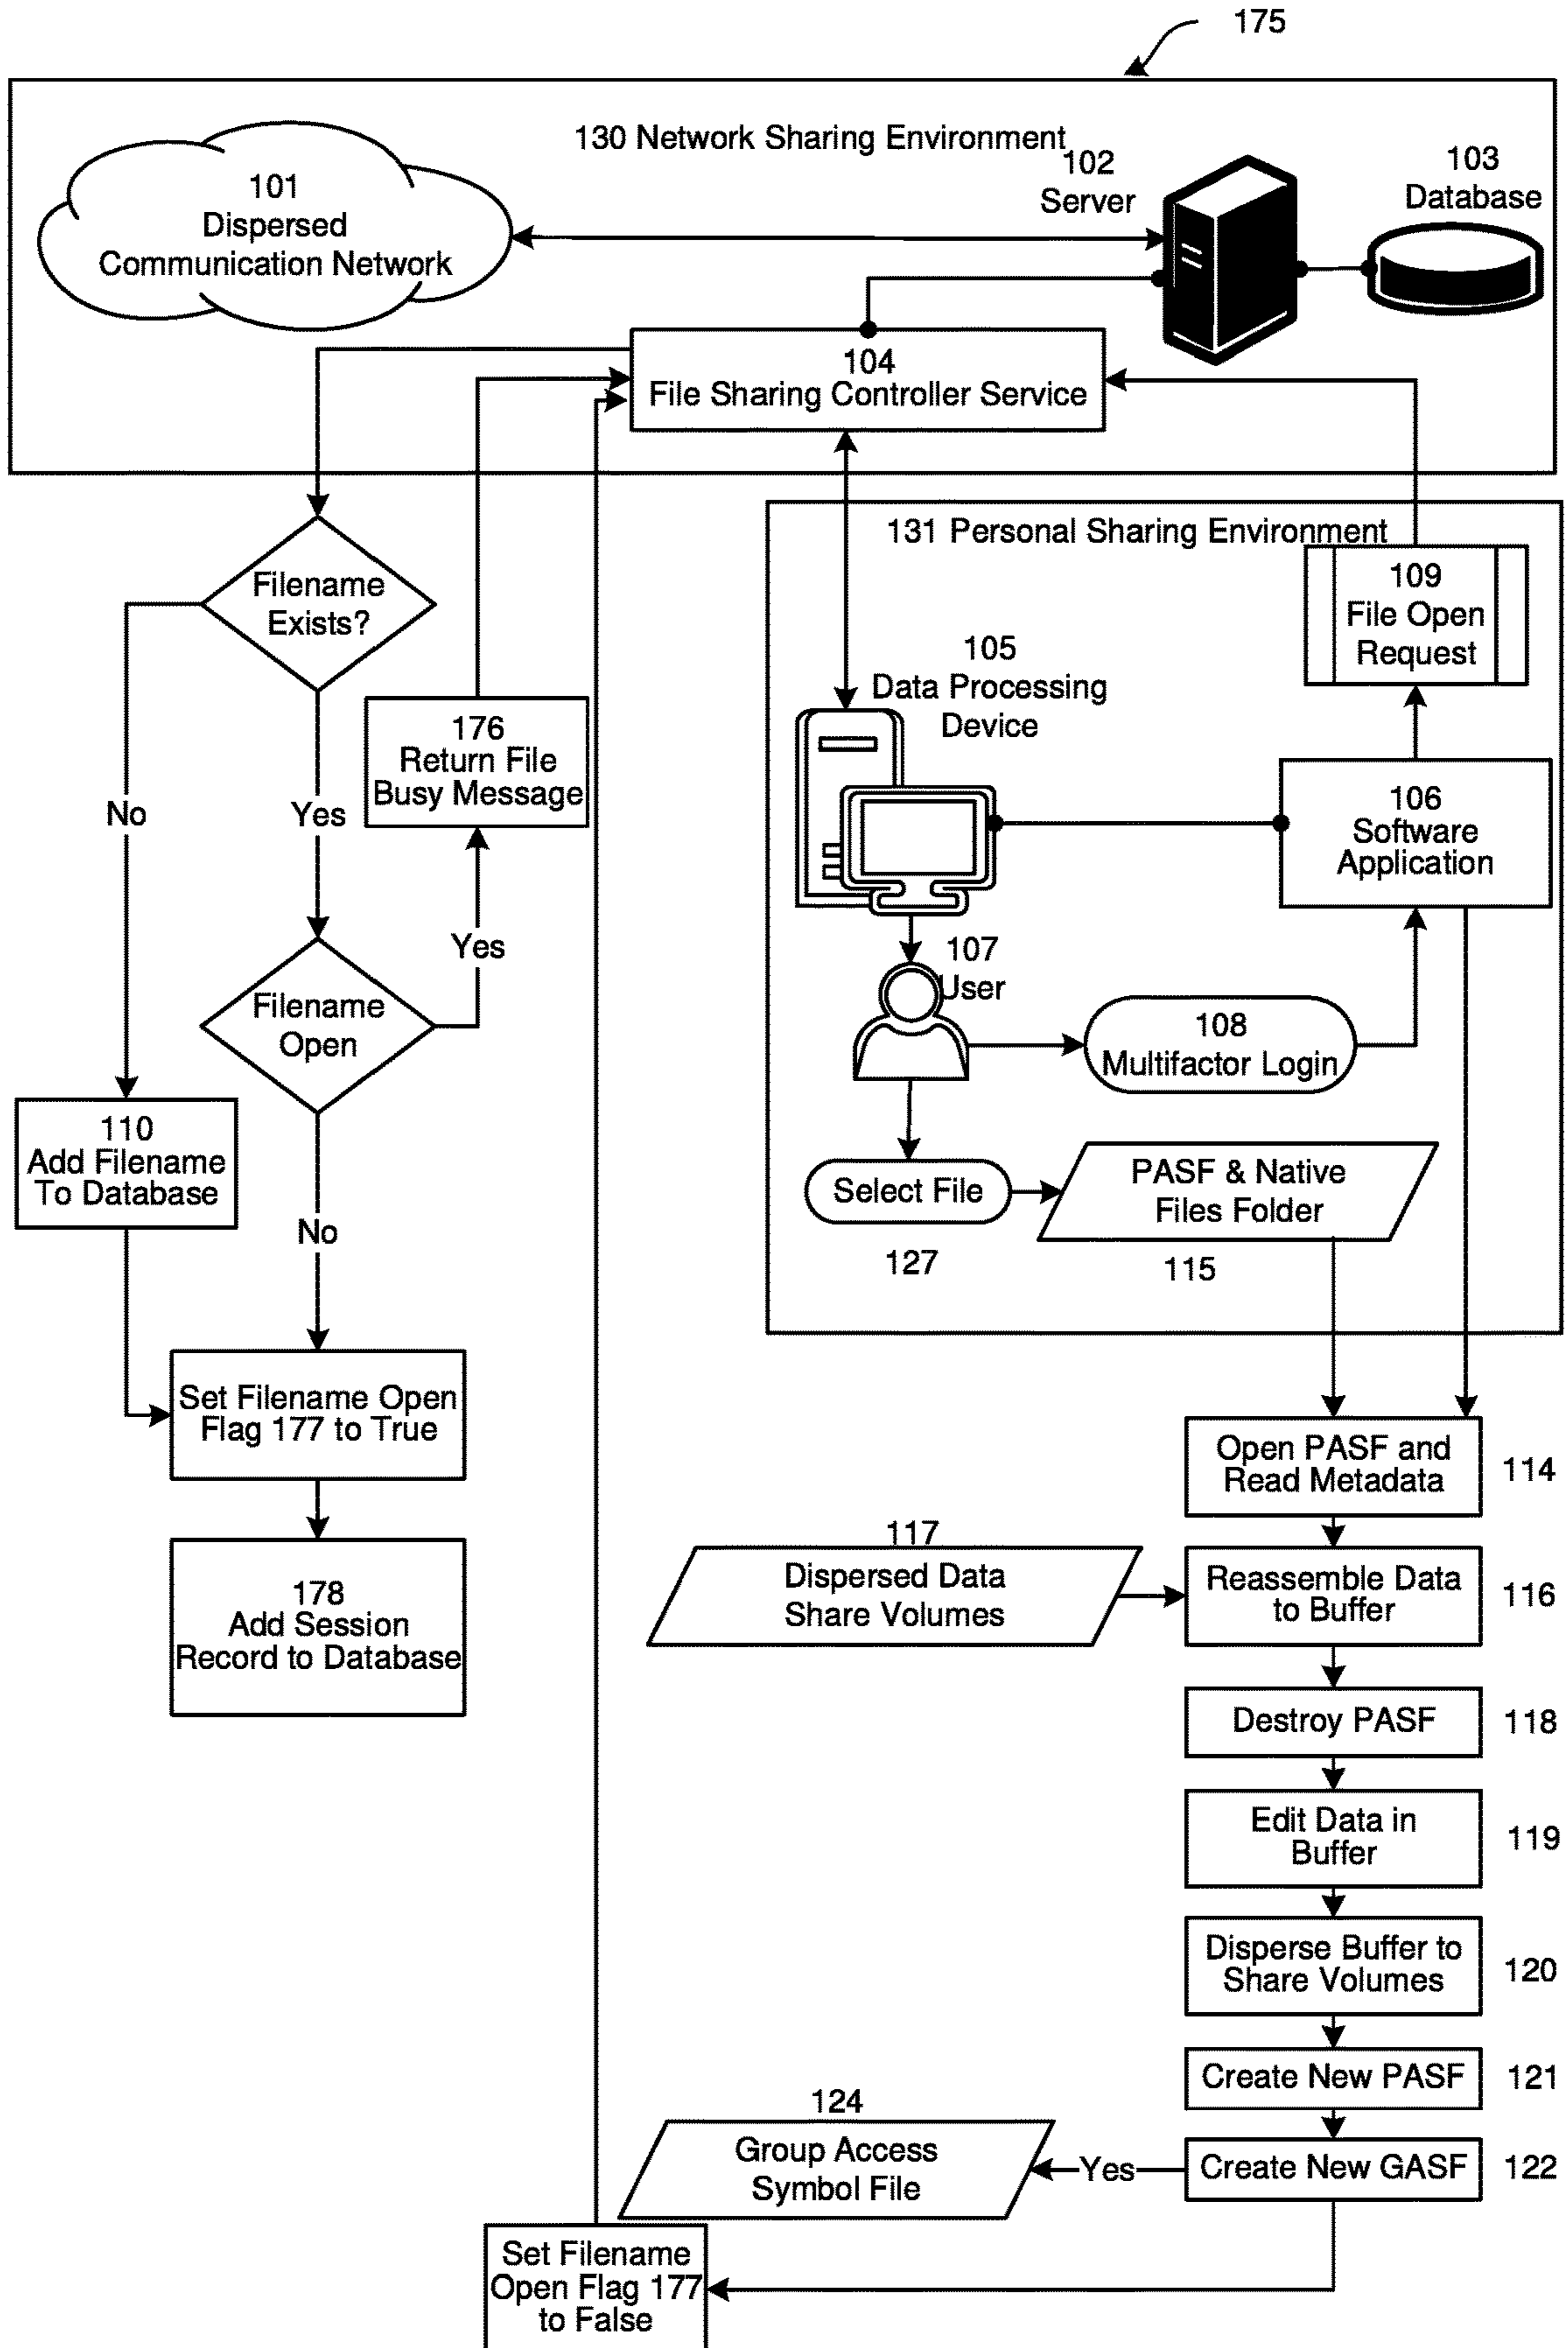 175
130 Network Sharing Environment
101
Dispersed
Communication Network
102
Server
103
Database
104
File Sharing Controller Service
131 Personal Sharing Environment
109
File Open
Request
Filename
Exists?
105
Data Processing
Device
176
Return File
Busy Message
No
Yes
106
Software
Application
Yes
107
User
Filename
Open
108
Multifactor Login
110
Add Filename
To Database
Select File
127
PASF & Native
Files Folder
115
No
Set Filename Open
Flag 177 to True
178
Add Session
Record to Database
Open PASF and
Read Metadata
114
117
Dispersed Data
Share Volumes
Reassemble Data
to Buffer
116
Destroy PASF
118
Edit Data in
Buffer
119
Disperse Buffer to
Share Volumes
120
Create New PASF
121
124
Group Access
Symbol File
Yes
Create New GASF
122
Set Filename
Open Flag 177
to False